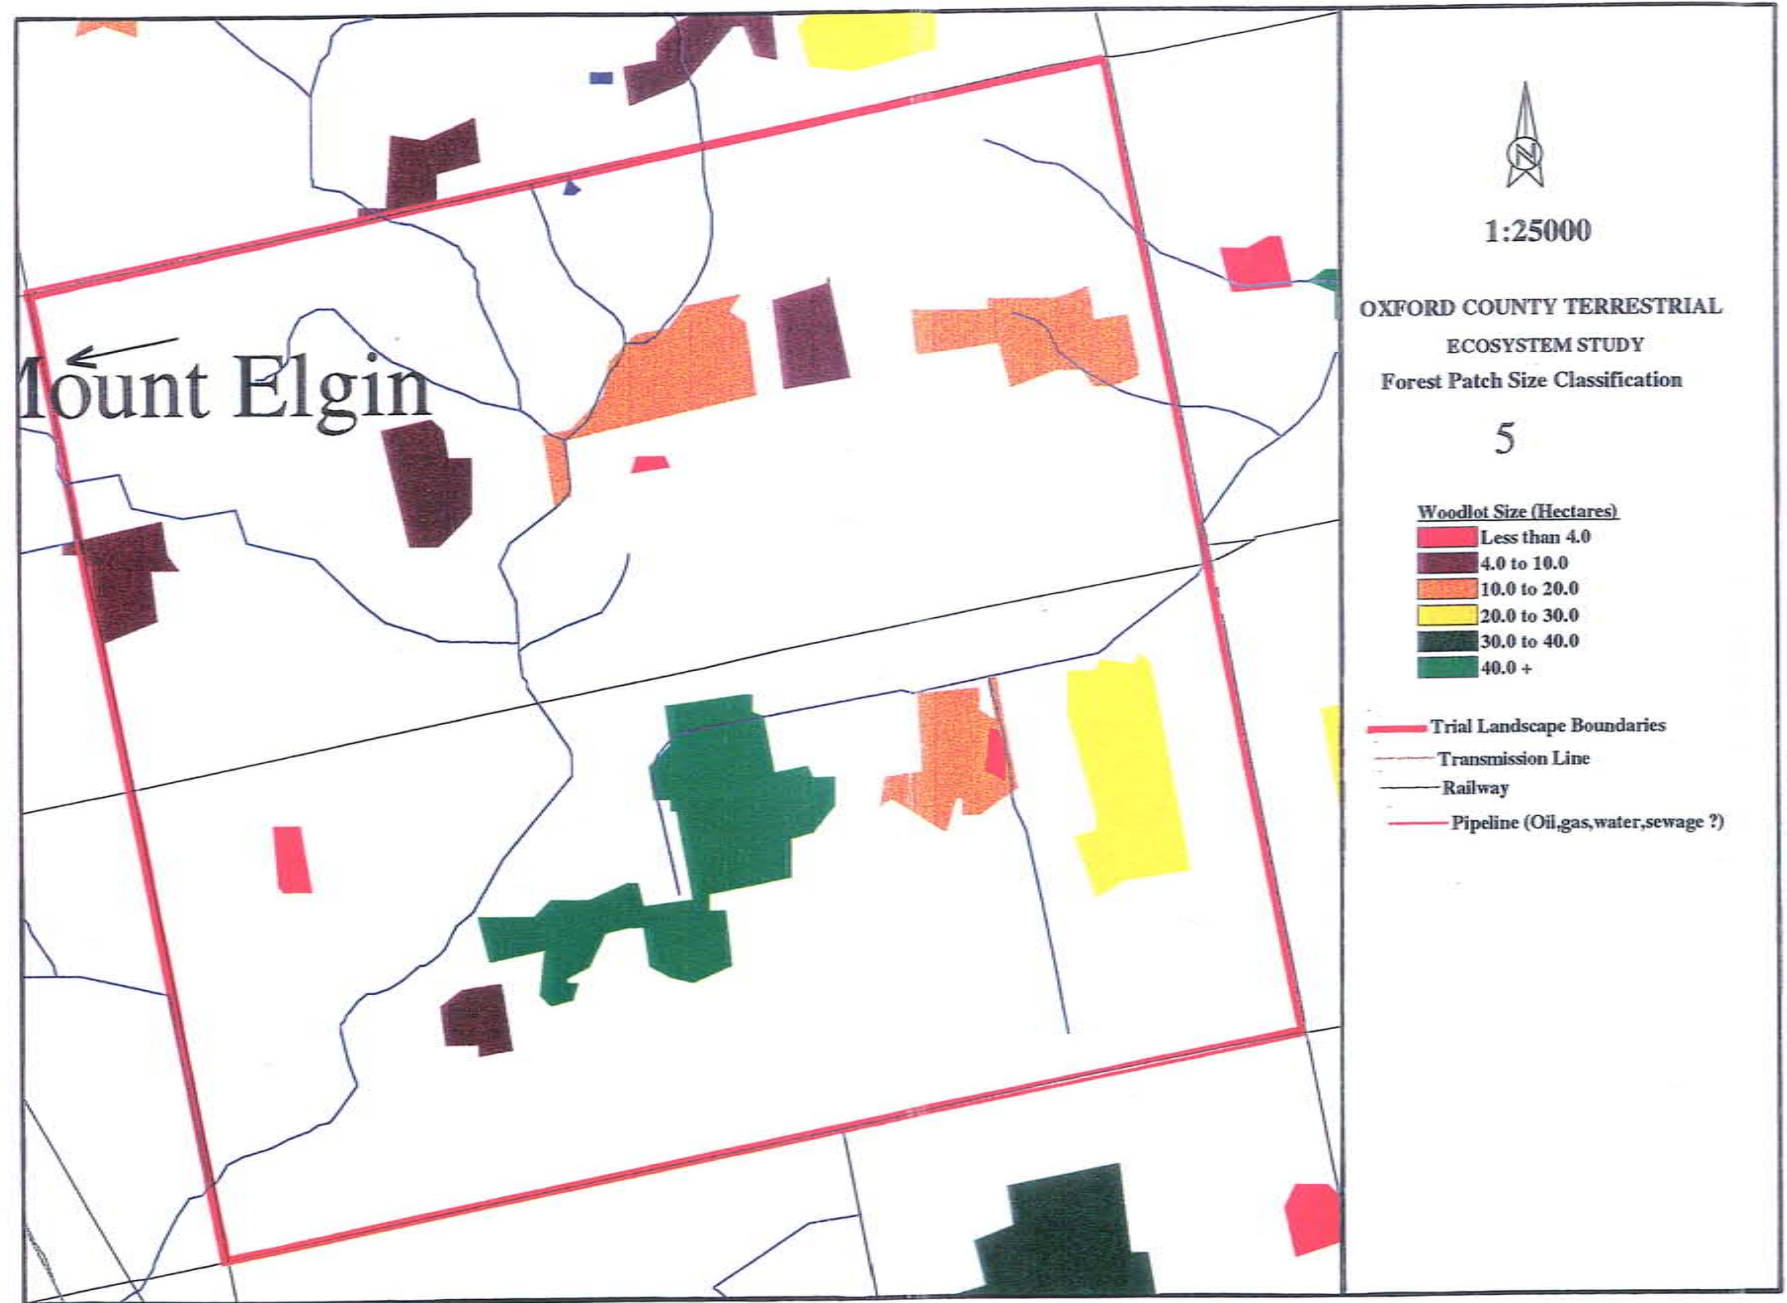 Mount Elgin
N
1:25000
OXFORD COUNTY TERRESTRIAL
ECOSYSTEM STUDY
Forest Patch Size Classification
5
Woodlot Size (Hectares)
Less than 4.0
4.0 to 10.0
10.0 to 20.0
20.0 to 30.0
30.0 to 40.0
40.0 +
Trial Landscape Boundaries
Transmission Line
Railway
Pipeline (Oil,gas,water,sewage ?)